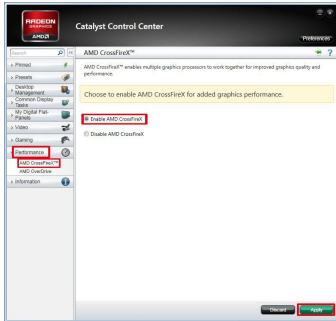 RADEON
GRAPHICS
AMD
Catalyst Control Center
Preferences
Search
AMD CrossFireX™
Pinned
Presets
Desktop
Management
Common Display
Tasks
My Digital Flat-
Panels
Video
Gaming
Performance
AMD CrossFireX™
AMD OverDrive
Information
AMD CrossFireX™ enables multiple graphics processors to work together for improved graphics quality and
performance.
Choose to enable AMD CrossFireX for added graphics performance.
Enable AMD CrossFireX
Disable AMD CrossFireX
Discard
Apply